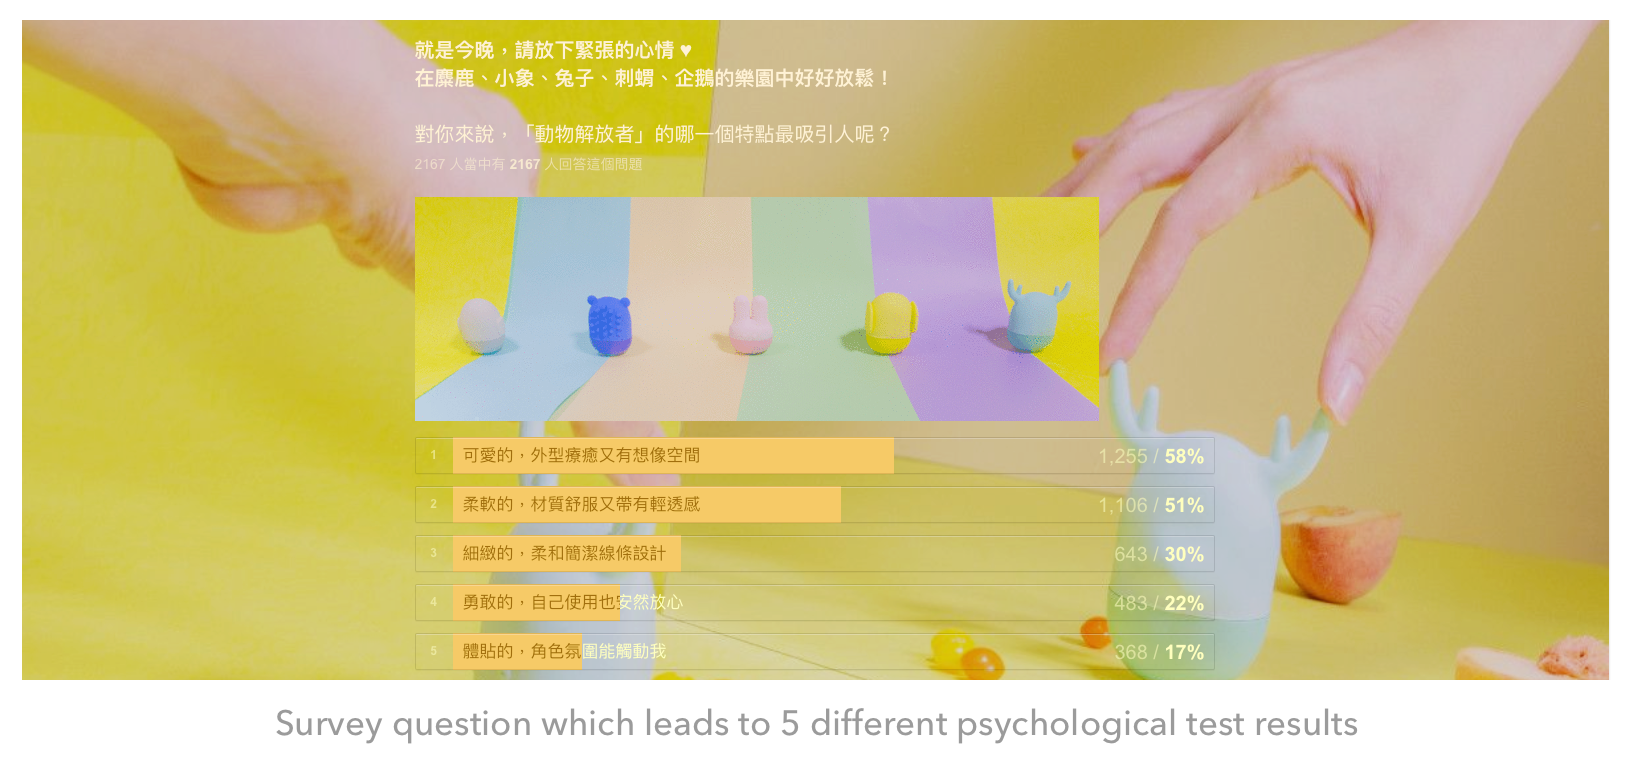 就是今晚，請放下緊張的心情 ♥
在麋鹿、小象、兔子、刺蝟、企鵝的樂園中好好放鬆！
對你來說，「動物解放者」的哪一個特點最吸引人呢？
2167 人當中有 2167 人回答這個問題
1 可愛的，外型療癒又有想像空間 1,255 / 58%
2 柔軟的，材質舒服又帶有輕透感 1,106 / 51%
3 細緻的，柔和簡潔線條設計 643 / 30%
4 勇敢的，自己使用也安然放心 483 / 22%
5 體貼的，角色氛圍能觸動我 368 / 17%
Survey question which leads to 5 different psychological test results